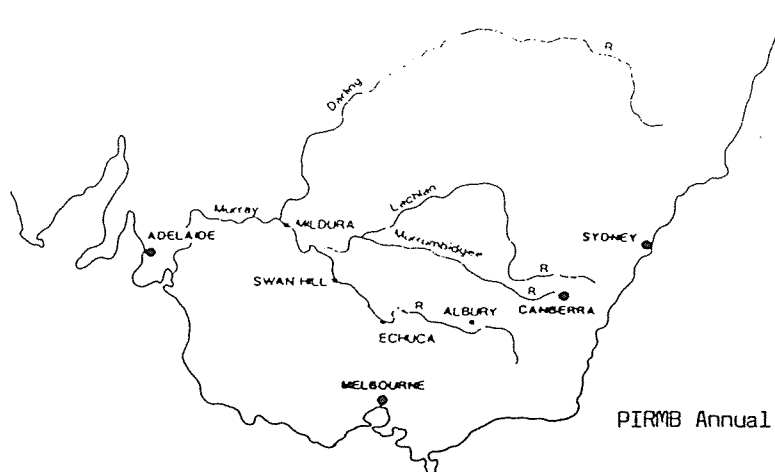 R
Darling
Lachlan
Murray
MILDURA
ADELAIDE
Murrumbidgee
SYDNEY
SWAN HILL
R
R
CANBERRA
R
ALBURY
ECHUCA
MELBOURNE
PIRMB Annual